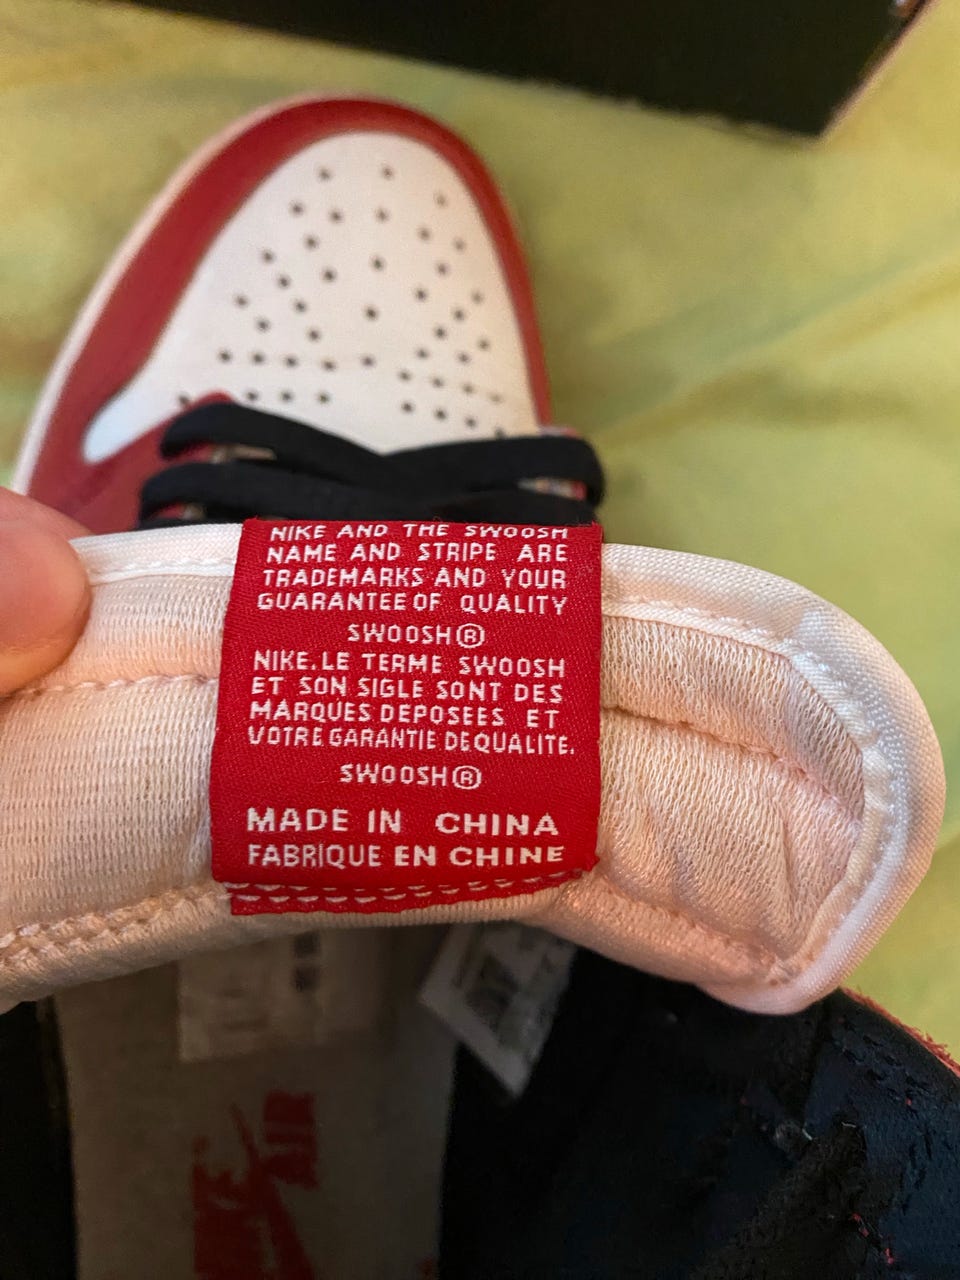 NIKE AND THE SWOOSH
NAME AND STRIPE ARE
TRADEMARKS AND YOUR
GUARANTEE OF QUALITY
SWOOSH®
NIKE.LE TERME SWOOSH
ET SON SIGLE SONT DES
MARQUES DEPOSEES ET
VOTRE GARANTIE DE QUALITE.
SWOOSH®
MADE IN CHINA
FABRIQUE EN CHINE
NIKE
AIR